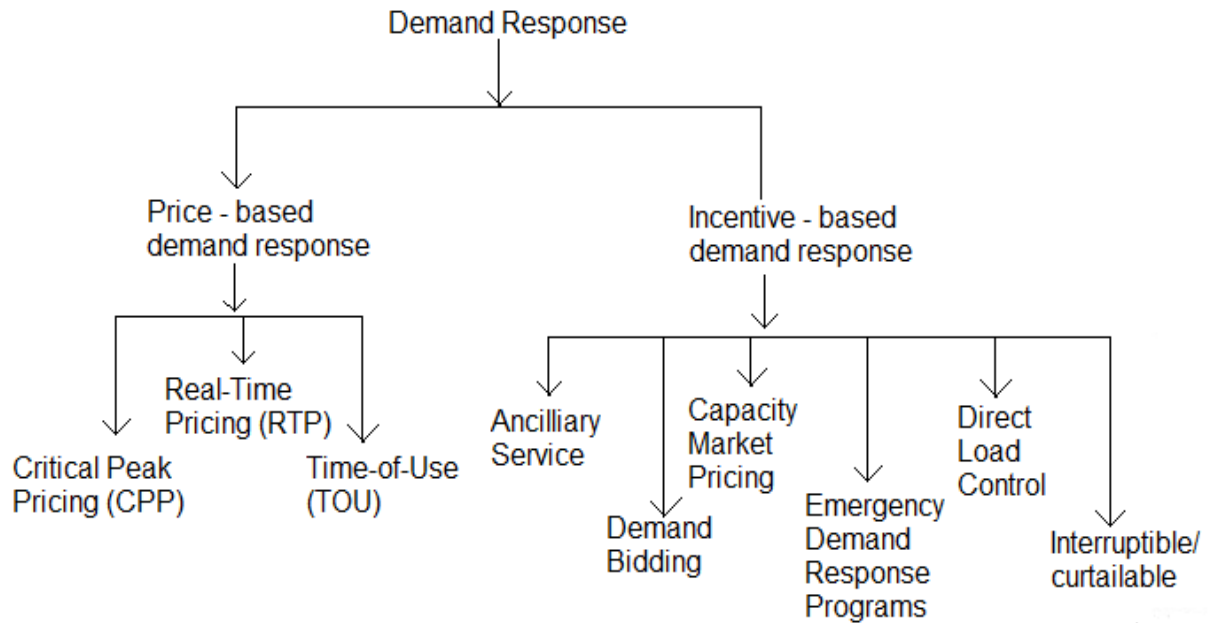 Demand Response
Price - based
demand response
Incentive - based
demand response
Real-Time
Pricing (RTP)
Critical Peak
Pricing (CPP)
Time-of-Use
(TOU)
Ancilliary
Service
Demand
Bidding
Capacity
Market
Pricing
Emergency
Demand
Response
Programs
Direct
Load
Control
Interruptible/
curtailable